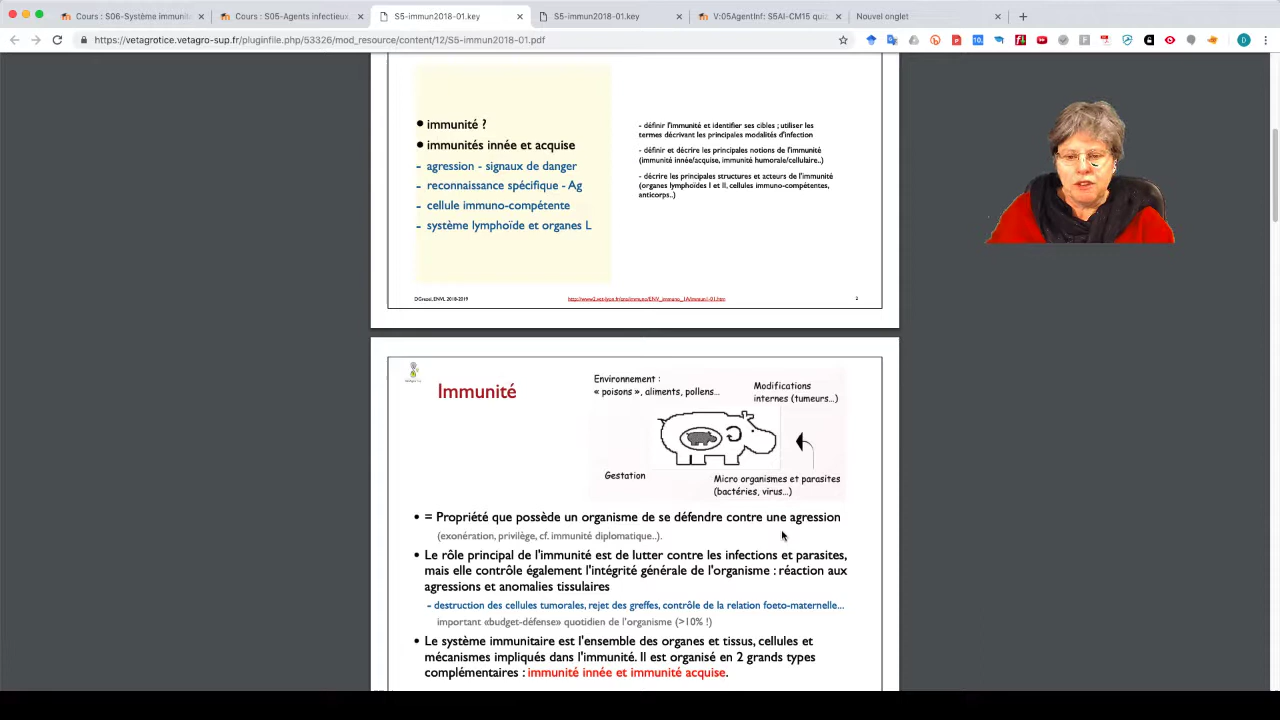 Cours : S06-Système immunit
Cours : S05-Agents infectieux,
S5-immun2018-01.key
S5-immun2018-01.key
V:05AgentInf: S5AI-CM15 quiz
Nouvel onglet
https://vetagrotice.vetagro-sup.fr/pluginfile.php/53326/mod_resource/content/12/S5-immun2018-01.pdf
• immunité ?
• immunités innée et acquise
- agression - signaux de danger
- reconnaissance spécifique - Ag
- cellule immuno-compétente
- système lymphoïde et organes L
- définir l'immunité et identifier ses cibles ; utiliser les
termes décrivant les principales modalités d'infection
- définir et décrire les principales notions de l'immunité
(immunité innée/acquise, immunité humorale/cellulaire..)
- décrire les principales structures et acteurs de l'immunité
(organes lymphoïdes I et II, cellules immuno-compétentes,
anticorps..)
2
Immunité
Environnement :
« poisons », aliments, pollens...
Modifications
internes (tumeurs...)
Gestation
Micro organismes et parasites
(bactéries, virus...)
• = Propriété que possède un organisme de se défendre contre une agression
(exonération, privilège, cf. immunité diplomatique..).
• Le rôle principal de l'immunité est de lutter contre les infections et parasites,
mais elle contrôle également l'intégrité générale de l'organisme : réaction aux
agressions et anomalies tissulaires
- destruction des cellules tumorales, rejet des greffes, contrôle de la relation foeto-maternelle...
important «budget-défense» quotidien de l'organisme (>10% !)
• Le système immunitaire est l'ensemble des organes et tissus, cellules et
mécanismes impliqués dans l'immunité. Il est organisé en 2 grands types
complémentaires : immunité innée et immunité acquise.